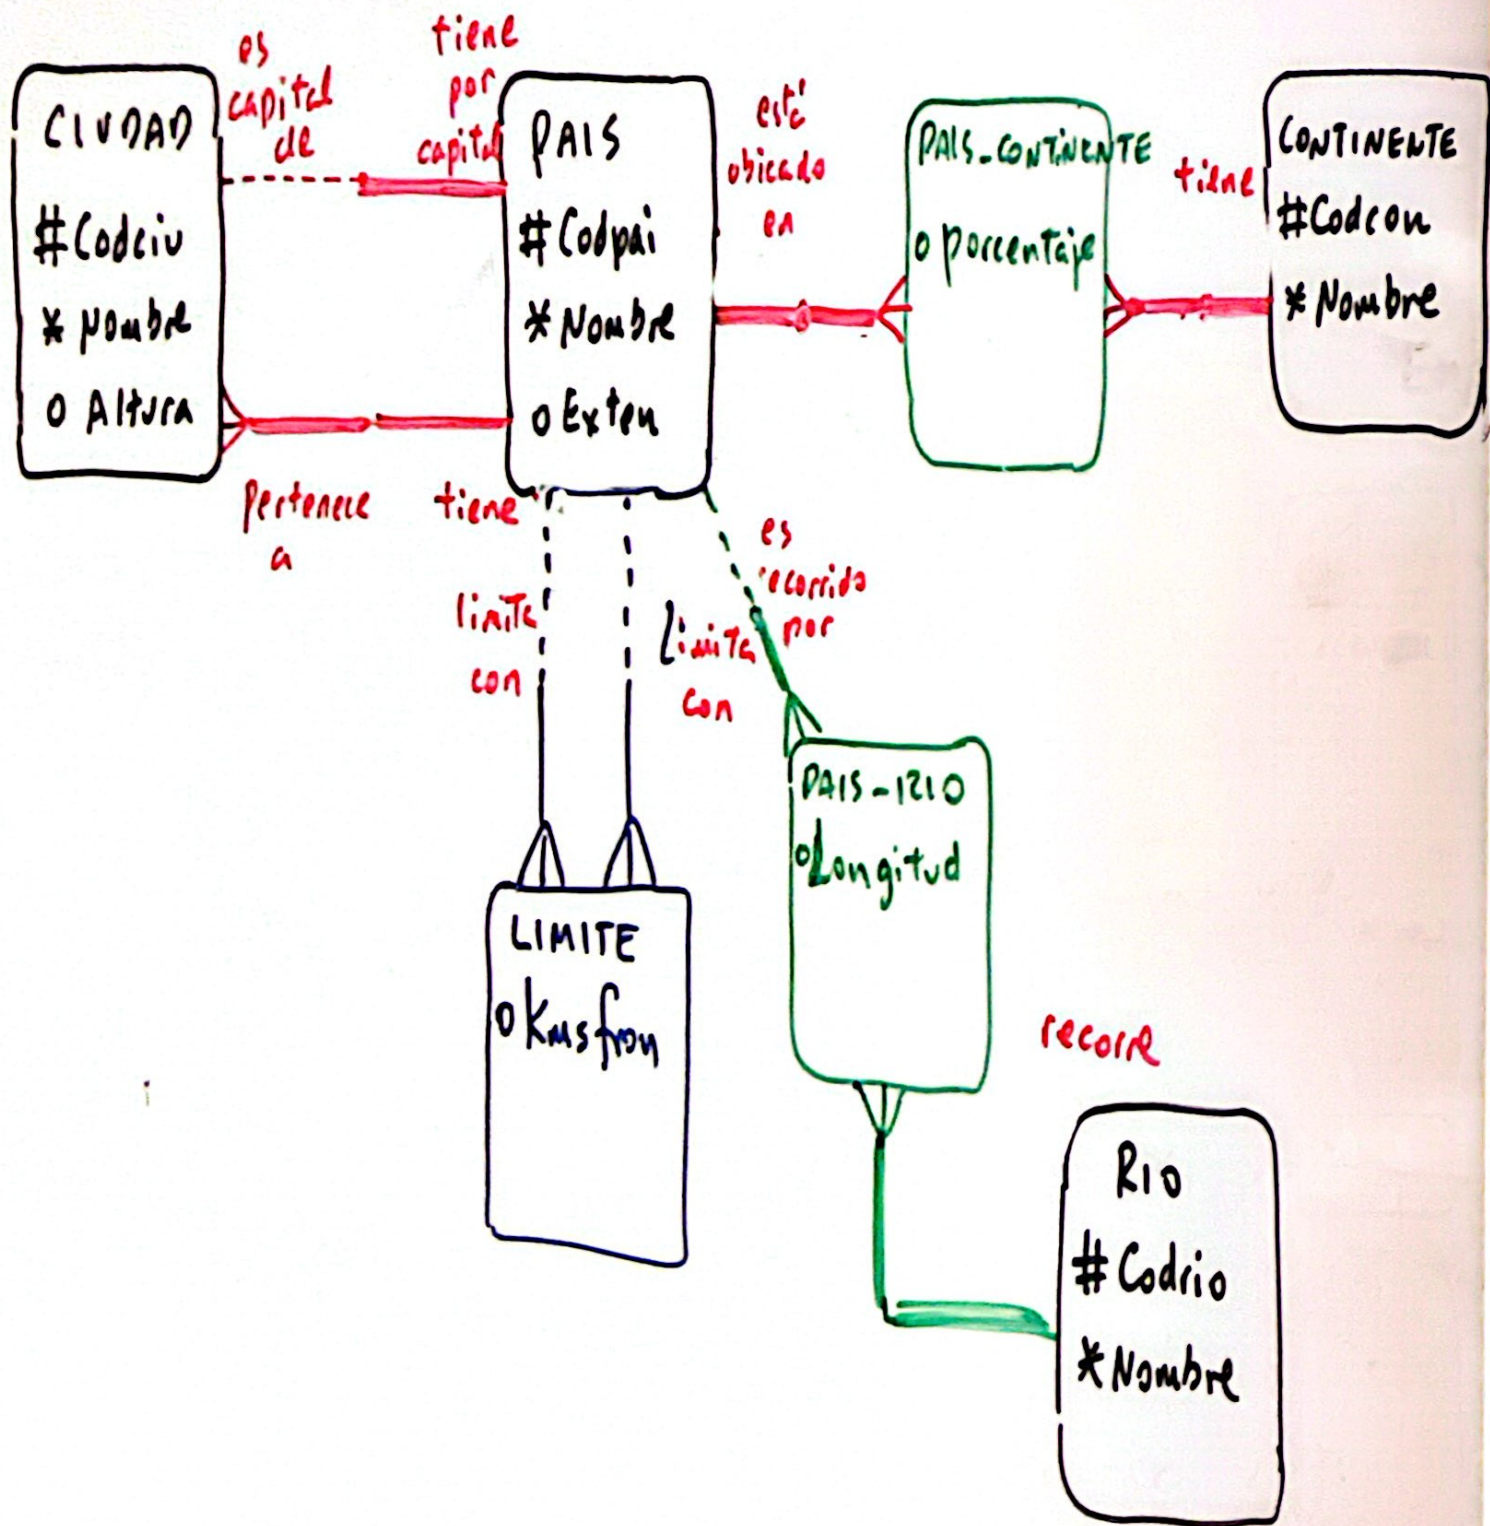 CIUDAD
#Codciu
* Nombre
o Altura
es
capital
de
tiene
por
capital
PAIS
#Codpai
*Nombre
o Exten
pertenece
a
tiene
está
ubicado
en
PAIS_CONTINENTE
o porcentaje
tiene
CONTINENTE
#Codcon
* Nombre
limita
con
Limita
con
es
recorrido
por
LIMITE
o Kmsfron
PAIS-RIO
o Longitud
recorre
RIO
#Codrio
*Nombre